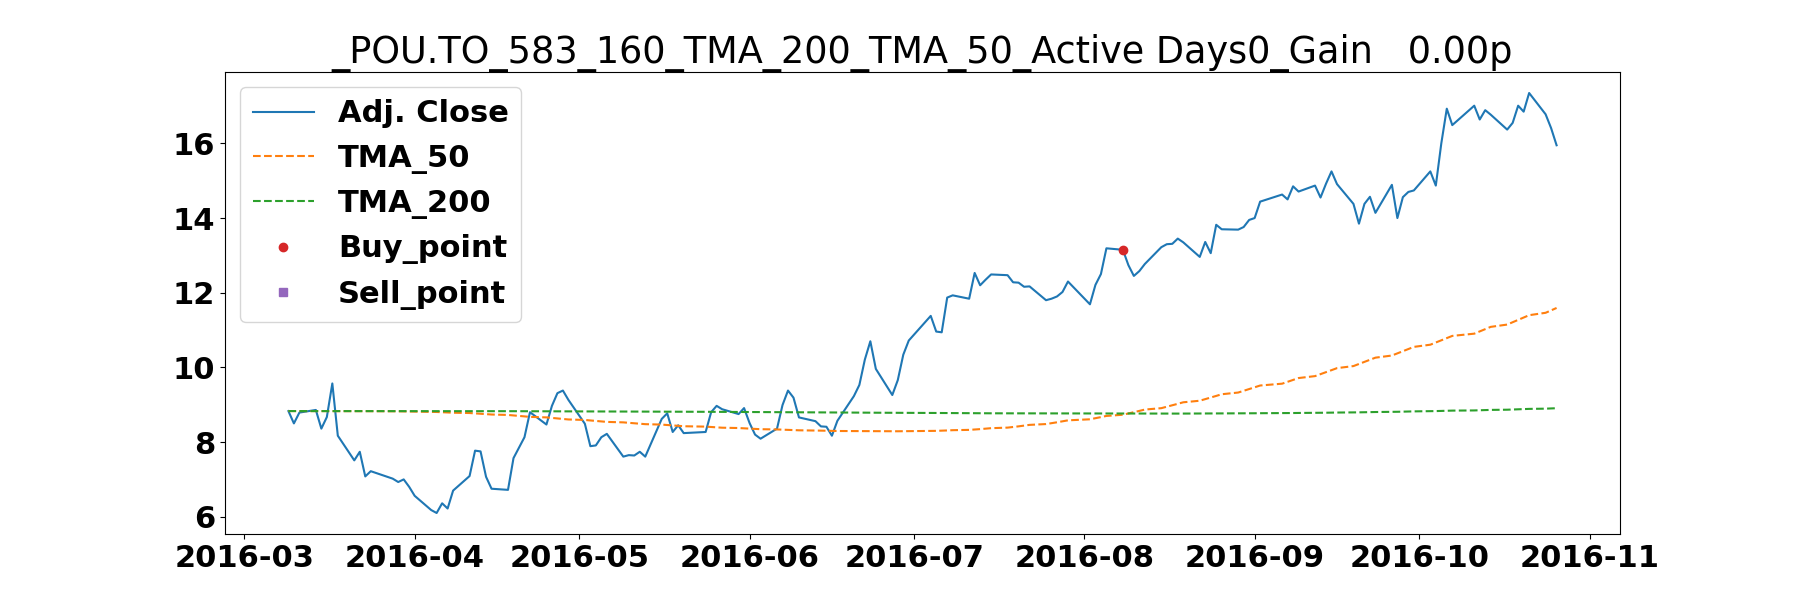 _POU.TO_583_160_TMA_200_TMA_50_Active Days0_Gain   0.00p
Adj. Close
TMA_50
TMA_200
Buy_point
Sell_point
16
14
12
10
8
6
2016-03 2016-04 2016-05 2016-06 2016-07 2016-08 2016-09 2016-10 2016-11